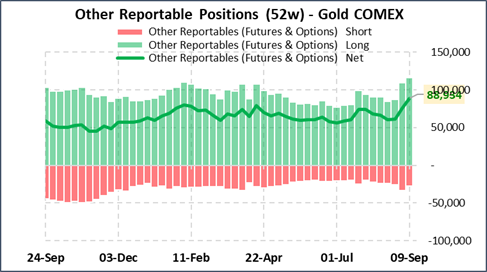 Other Reportable Positions (52w) - Gold COMEX
Other Reportables (Futures & Options) Short
Other Reportables (Futures & Options) Long
Other Reportables (Futures & Options) Net
150,000
100,000
88,954
50,000
-
-50,000
-100,000
24-Sep 03-Dec 11-Feb 22-Apr 01-Jul 09-Sep